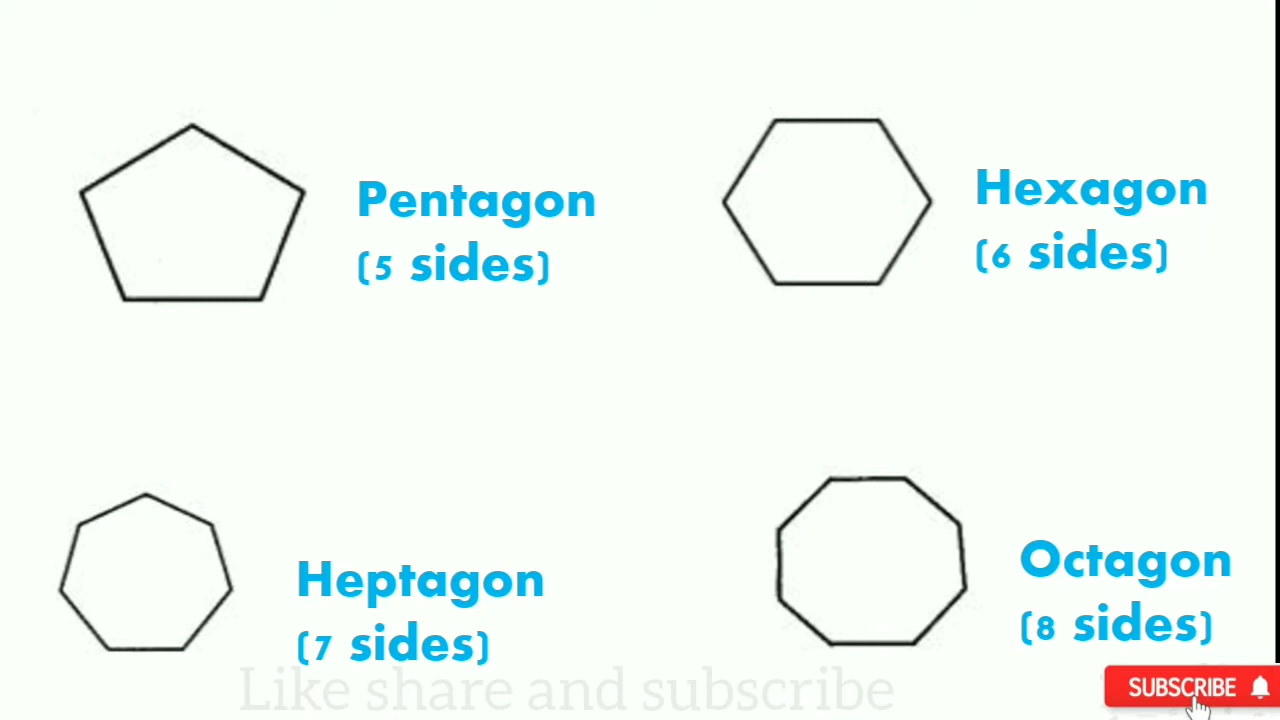 Pentagon
(5 sides)
Hexagon
(6 sides)
Heptagon
(7 sides)
Octagon
(8 sides)
Like share and subscribe
SUBSCRIBE